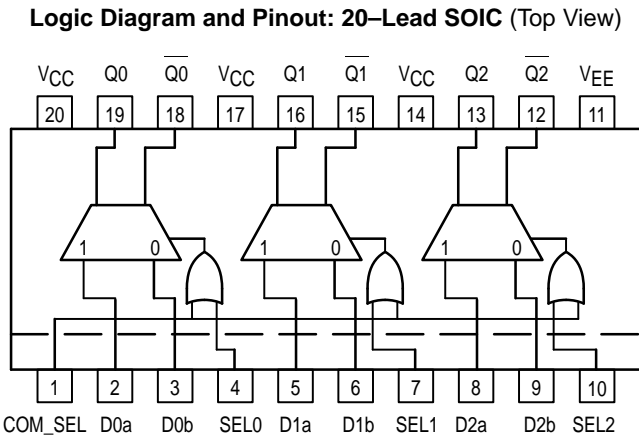 Logic Diagram and Pinout: 20–Lead SOIC (Top View)
VCC Q0 Q0 VCC Q1 Q1 VCC Q2 Q2 VEE
20 19 18 17 16 15 14 13 12 11
1 0 1 0 1 0
1 2 3 4 5 6 7 8 9 10
COM_SEL D0a D0b SEL0 D1a D1b SEL1 D2a D2b SEL2